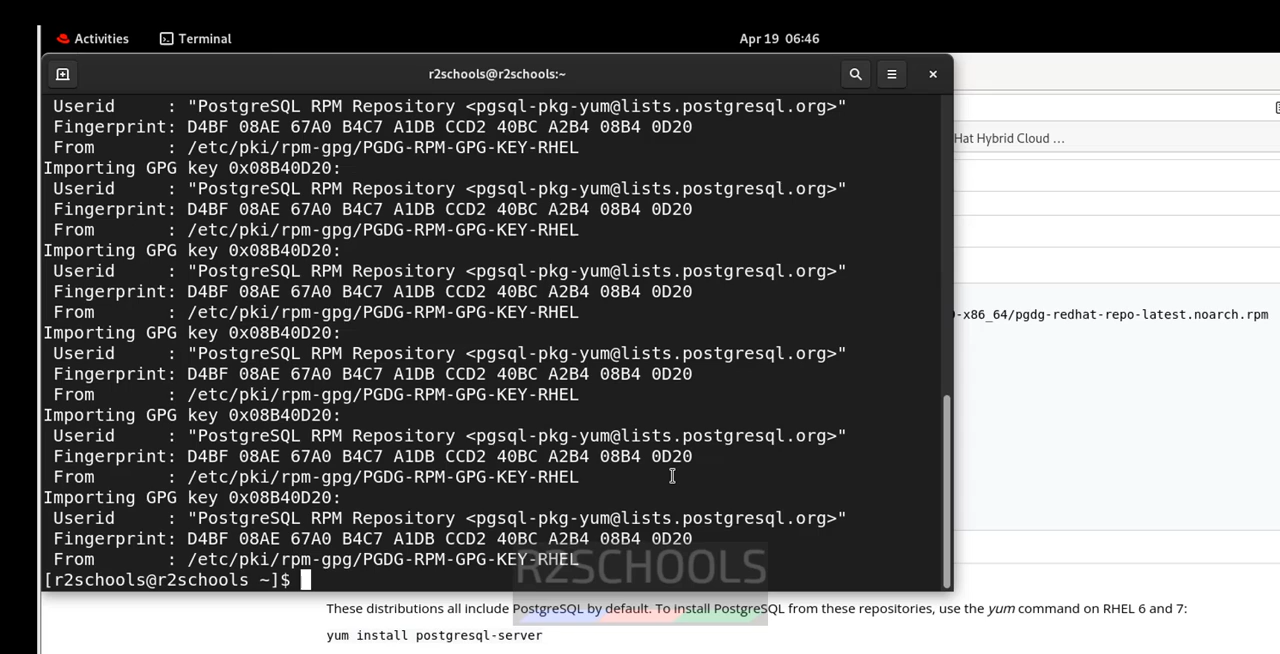 Activities Terminal Apr 19 06:46
r2schools@r2schools:~
Userid : "PostgreSQL RPM Repository <pgsql-pkg-yum@lists.postgresql.org>"
Fingerprint: D4BF 08AE 67A0 B4C7 A1DB CCD2 40BC A2B4 08B4 0D20
From : /etc/pki/rpm-gpg/PGDG-RPM-GPG-KEY-RHEL
Hat Hybrid Cloud ...
Importing GPG key 0x08B40D20:
Userid : "PostgreSQL RPM Repository <pgsql-pkg-yum@lists.postgresql.org>"
Fingerprint: D4BF 08AE 67A0 B4C7 A1DB CCD2 40BC A2B4 08B4 0D20
From : /etc/pki/rpm-gpg/PGDG-RPM-GPG-KEY-RHEL
Importing GPG key 0x08B40D20:
Userid : "PostgreSQL RPM Repository <pgsql-pkg-yum@lists.postgresql.org>"
Fingerprint: D4BF 08AE 67A0 B4C7 A1DB CCD2 40BC A2B4 08B4 0D20
From : /etc/pki/rpm-gpg/PGDG-RPM-GPG-KEY-RHEL
-x86_64/pgdg-redhat-repo-latest.noarch.rpm
Importing GPG key 0x08B40D20:
Userid : "PostgreSQL RPM Repository <pgsql-pkg-yum@lists.postgresql.org>"
Fingerprint: D4BF 08AE 67A0 B4C7 A1DB CCD2 40BC A2B4 08B4 0D20
From : /etc/pki/rpm-gpg/PGDG-RPM-GPG-KEY-RHEL
Importing GPG key 0x08B40D20:
Userid : "PostgreSQL RPM Repository <pgsql-pkg-yum@lists.postgresql.org>"
Fingerprint: D4BF 08AE 67A0 B4C7 A1DB CCD2 40BC A2B4 08B4 0D20
From : /etc/pki/rpm-gpg/PGDG-RPM-GPG-KEY-RHEL
Importing GPG key 0x08B40D20:
Userid : "PostgreSQL RPM Repository <pgsql-pkg-yum@lists.postgresql.org>"
Fingerprint: D4BF 08AE 67A0 B4C7 A1DB CCD2 40BC A2B4 08B4 0D20
From : /etc/pki/rpm-gpg/PGDG-RPM-GPG-KEY-RHEL
[r2schools@r2schools ~]$
R2SCHOOLS
These distributions all include PostgreSQL by default. To install PostgreSQL from these repositories, use the yum command on RHEL 6 and 7:
yum install postgresql-server